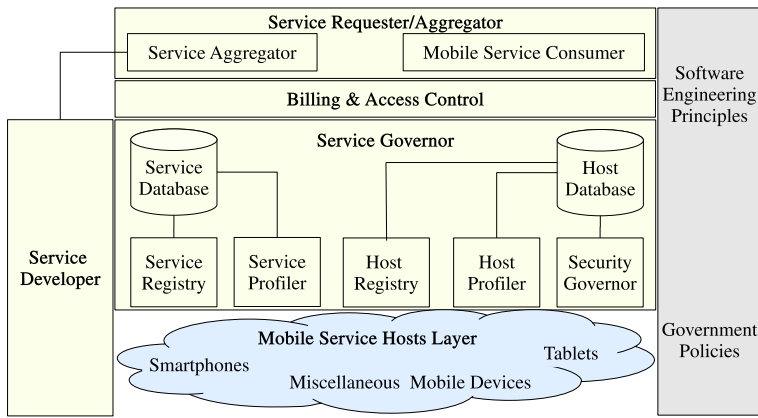 Service Requester/Aggregator
Service Aggregator
Mobile Service Consumer
Billing & Access Control
Service Governor
Service
Database
Host
Database
Service
Registry
Service
Profiler
Host
Registry
Host
Profiler
Security
Governor
Service
Developer
Mobile Service Hosts Layer
Smartphones
Tablets
Miscellaneous Mobile Devices
Software
Engineering
Principles
Government
Policies